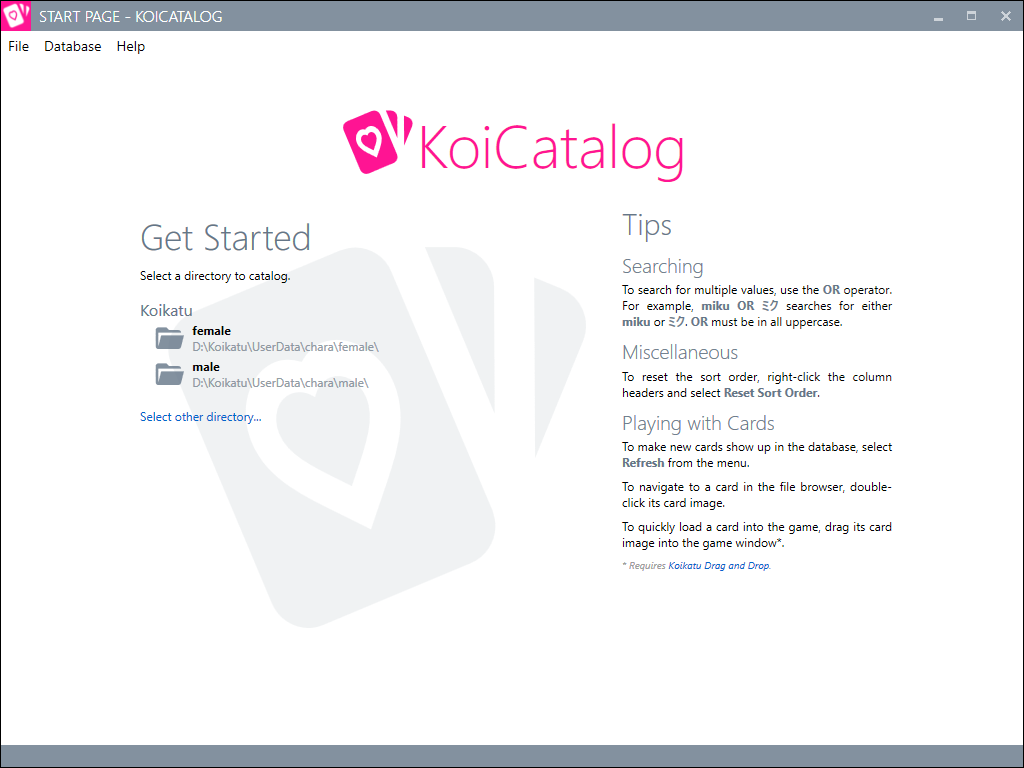 START PAGE - KOICATALOG
File Database Help
KoiCatalog
Get Started
Select a directory to catalog.
Koikatu
female
D:\Koikatu\UserData\chara\female\
male
D:\Koikatu\UserData\chara\male\
Select other directory...
Tips
Searching
To search for multiple values, use the OR operator.
For example, miku OR ミク searches for either
miku or ミク. OR must be in all uppercase.
Miscellaneous
To reset the sort order, right-click the column
headers and select Reset Sort Order.
Playing with Cards
To make new cards show up in the database, select
Refresh from the menu.
To navigate to a card in the file browser, double-
click its card image.
To quickly load a card into the game, drag its card
image into the game window*.
* Requires Koikatu Drag and Drop.